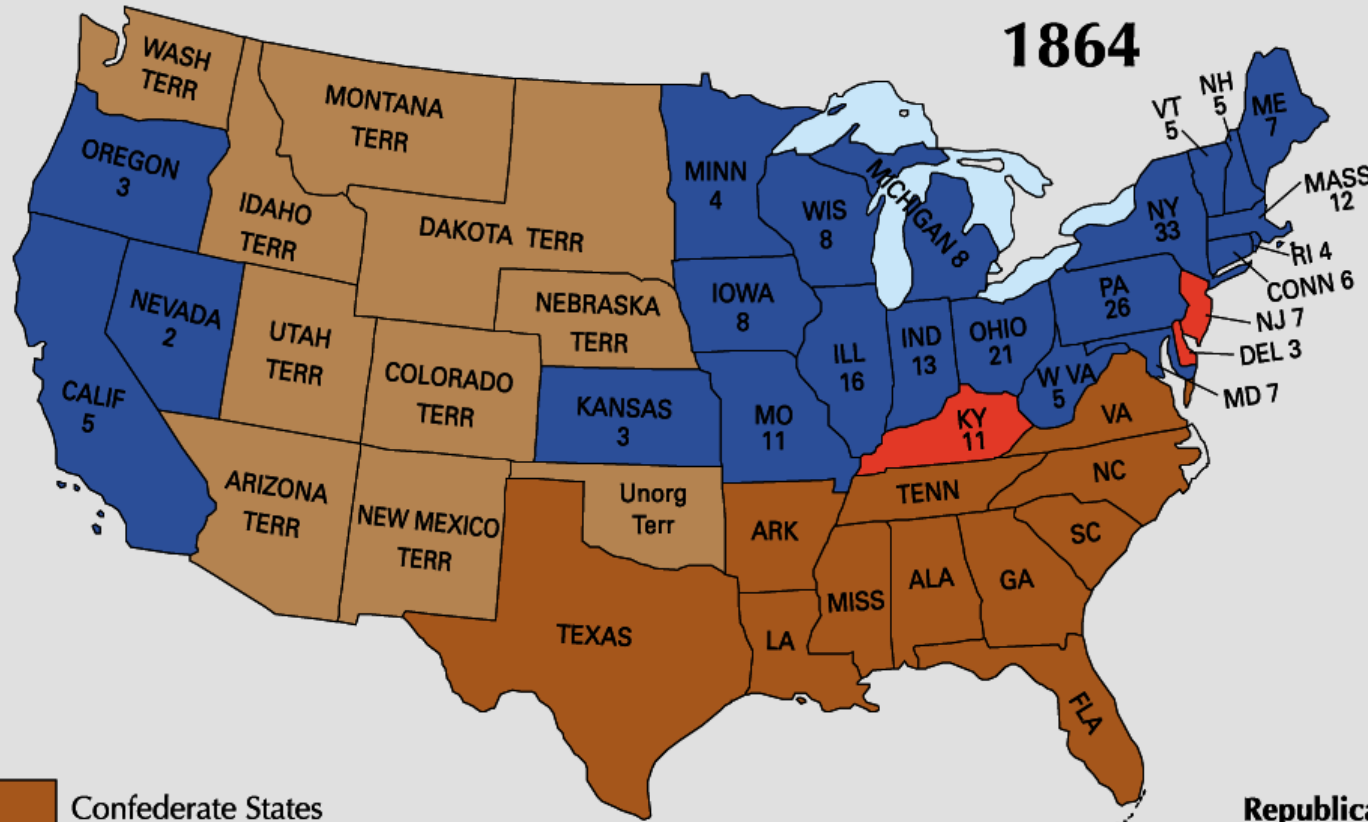 1864
WASH
TERR
MONTANA
TERR
OREGON
3
IDAHO
TERR
DAKOTA TERR
MINN
4
WIS
8
MICHIGAN 8
VT
5
NH
5
ME
7
MASS
12
NY
33
RI 4
CONN 6
NJ 7
DEL 3
MD 7
PA
26
NEVADA
2
UTAH
TERR
NEBRASKA
TERR
IOWA
8
ILL
16
IND
13
OHIO
21
W VA
5
VA
CALIF
5
COLORADO
TERR
KANSAS
3
MO
11
KY
11
ARIZONA
TERR
NEW MEXICO
TERR
Unorg
Terr
ARK
TENN
NC
SC
TEXAS
LA
MISS
ALA
GA
FLA
Confederate States
Republica